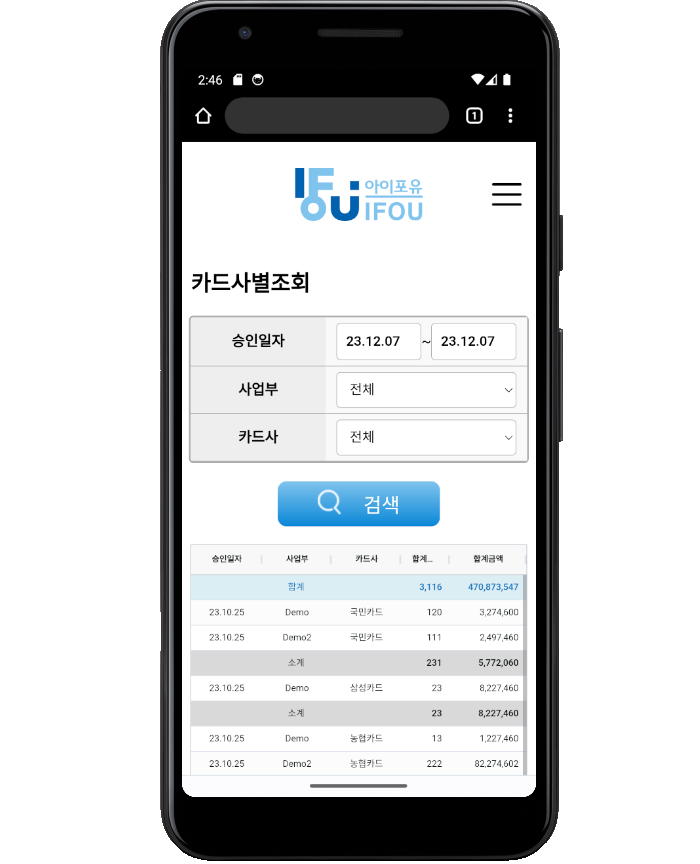 2:46
1
아이포유
IFOU
카드사별조회
승인일자 23.12.07 ~ 23.12.07
사업부 전체
카드사 전체
검색
승인일자 사업부 카드사 합계... 합계금액
합계 3,116 470,873,547
23.10.25 Demo 국민카드 120 3,274,600
23.10.25 Demo2 국민카드 111 2,497,460
소계 231 5,772,060
23.10.25 Demo 삼성카드 23 8,227,460
소계 23 8,227,460
23.10.25 Demo 농협카드 13 1,227,460
23.10.25 Demo2 농협카드 222 82,274,602